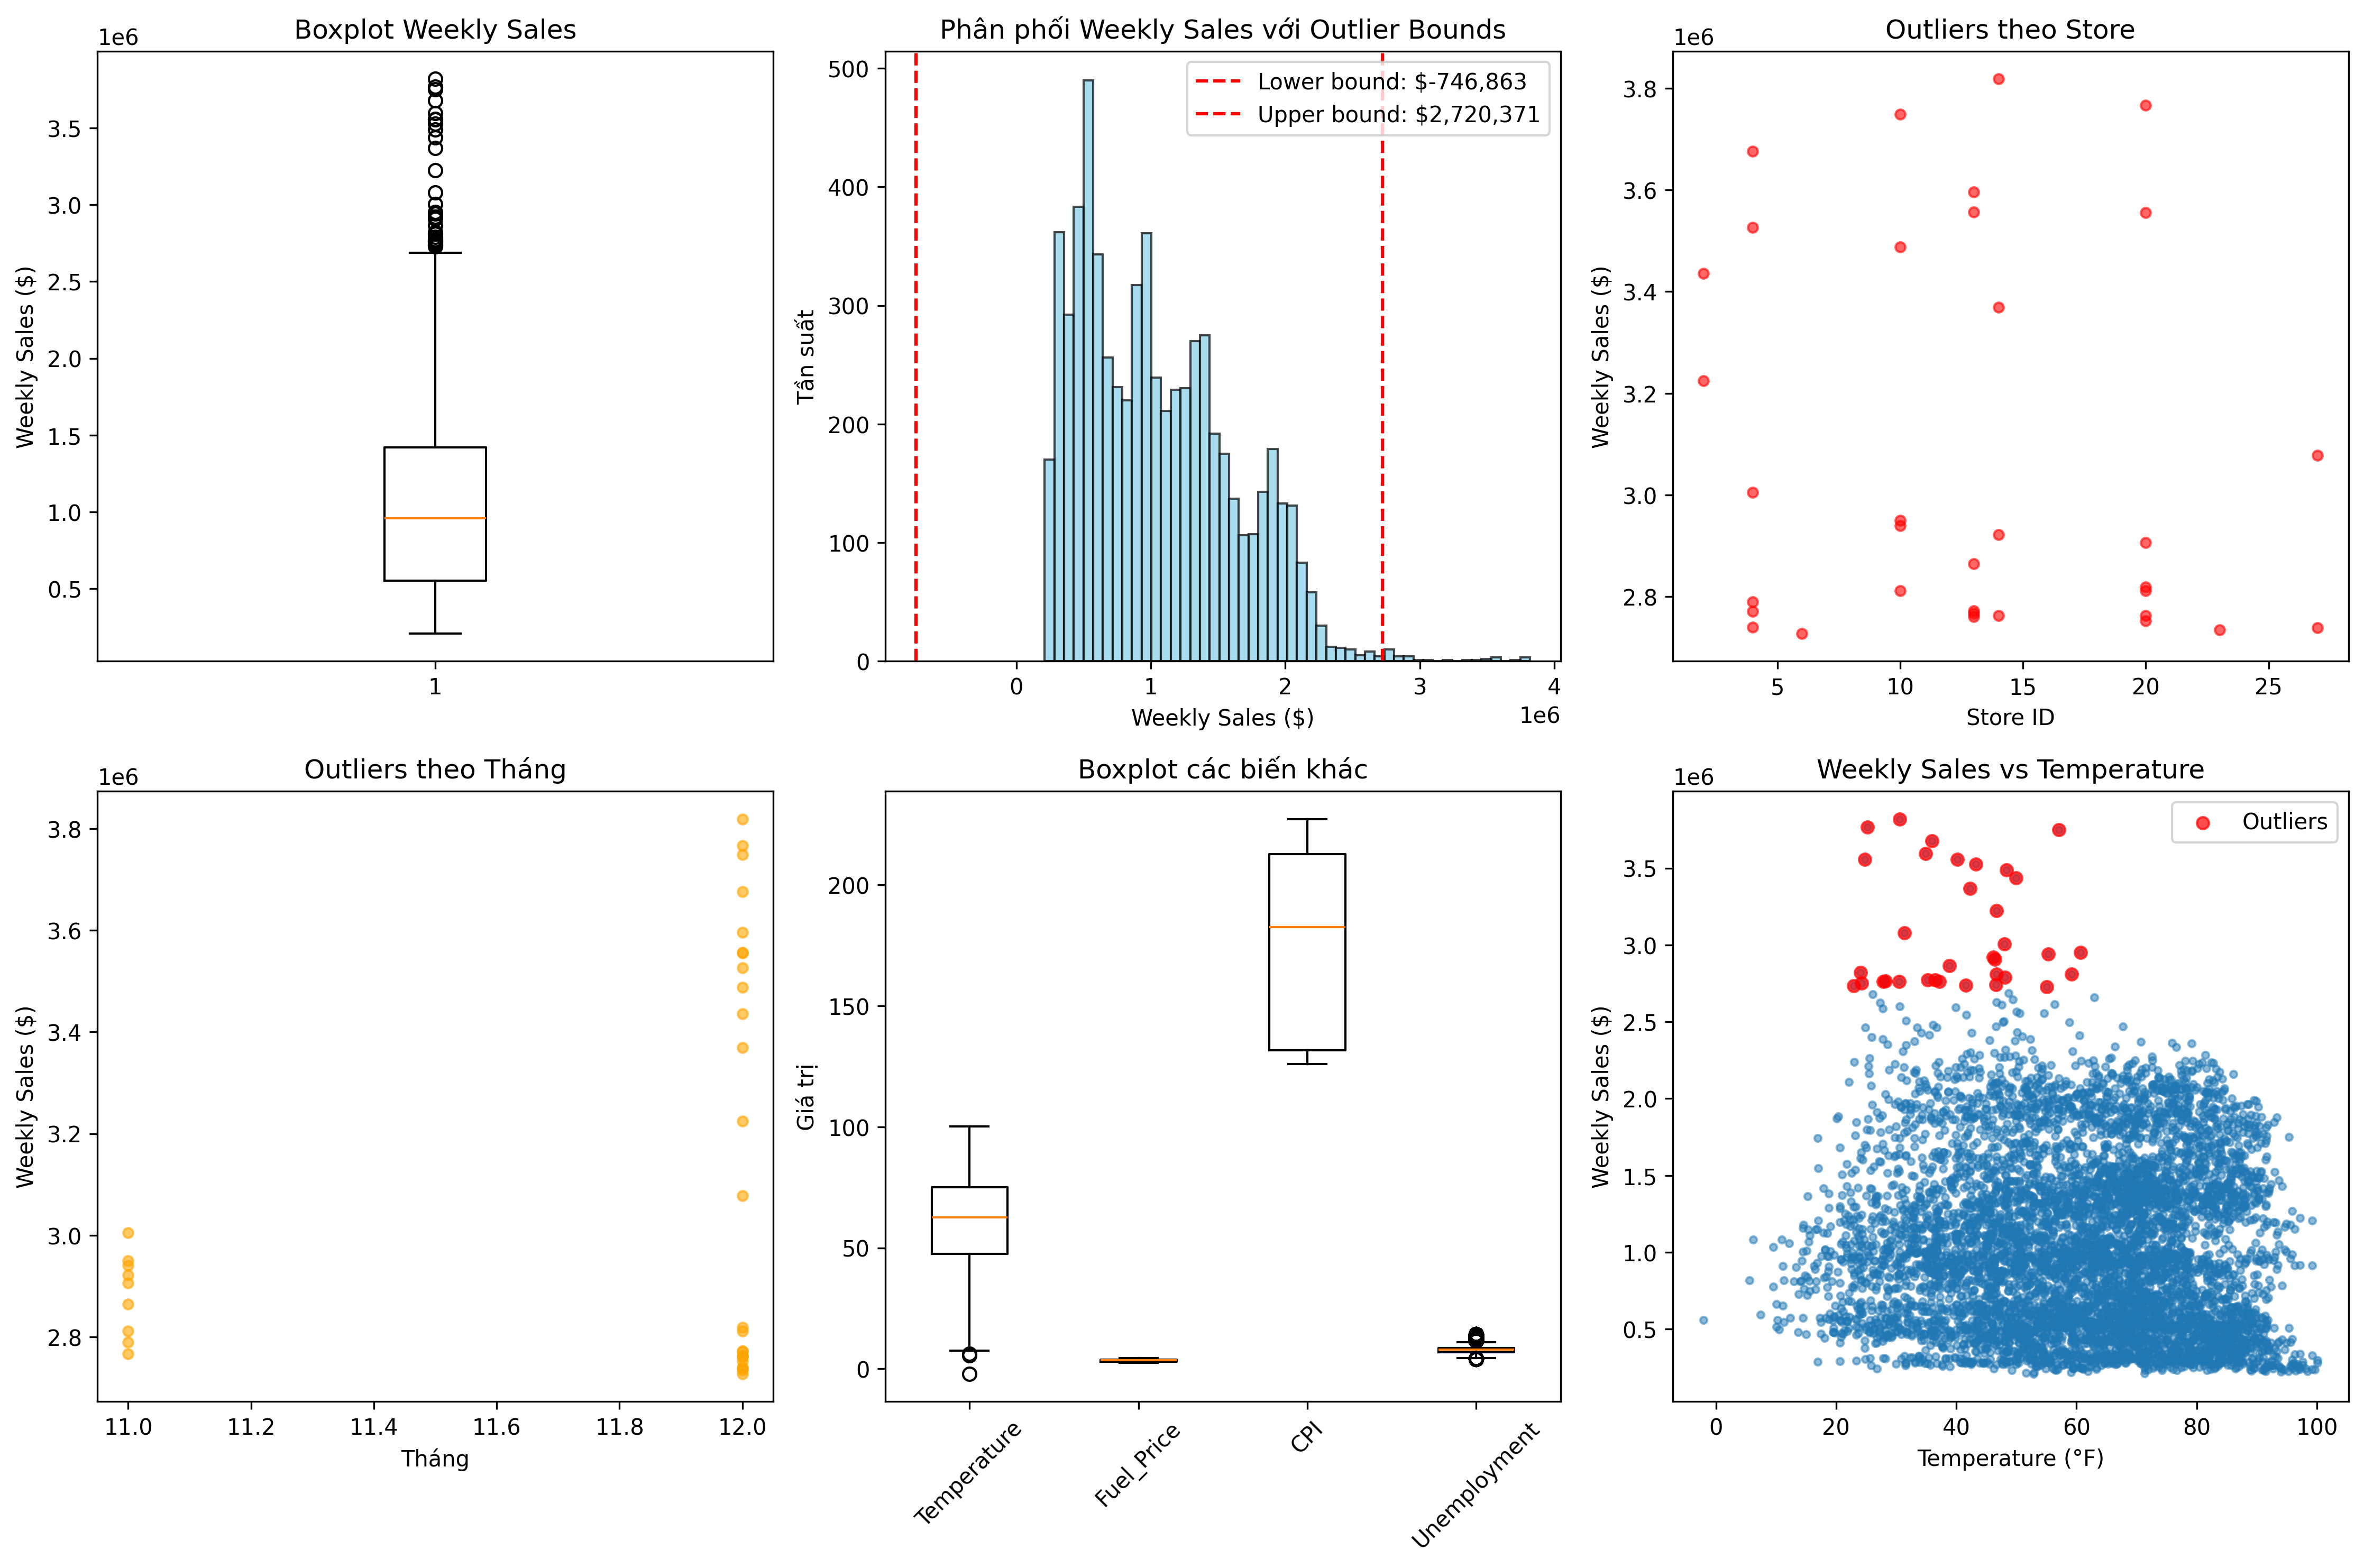 Boxplot Weekly Sales
1e6
Weekly Sales ($)
3.5
3.0
2.5
2.0
1.5
1.0
0.5
1
Phân phối Weekly Sales với Outlier Bounds
Tần suất
500
400
300
200
100
0
Lower bound: $-746,863
Upper bound: $2,720,371
0 1 2 3 4
1e6
Weekly Sales ($)
Outliers theo Store
1e6
Weekly Sales ($)
3.8
3.6
3.4
3.2
3.0
2.8
5 10 15 20 25
Store ID
Outliers theo Tháng
1e6
Weekly Sales ($)
3.8
3.6
3.4
3.2
3.0
2.8
11.0 11.2 11.4 11.6 11.8 12.0
Tháng
Boxplot các biến khác
Giá trị
200
150
100
50
0
Temperature
Fuel_Price
CPI
Unemployment
Weekly Sales vs Temperature
1e6
Weekly Sales ($)
Outliers
3.5
3.0
2.5
2.0
1.5
1.0
0.5
0 20 40 60 80 100
Temperature (°F)